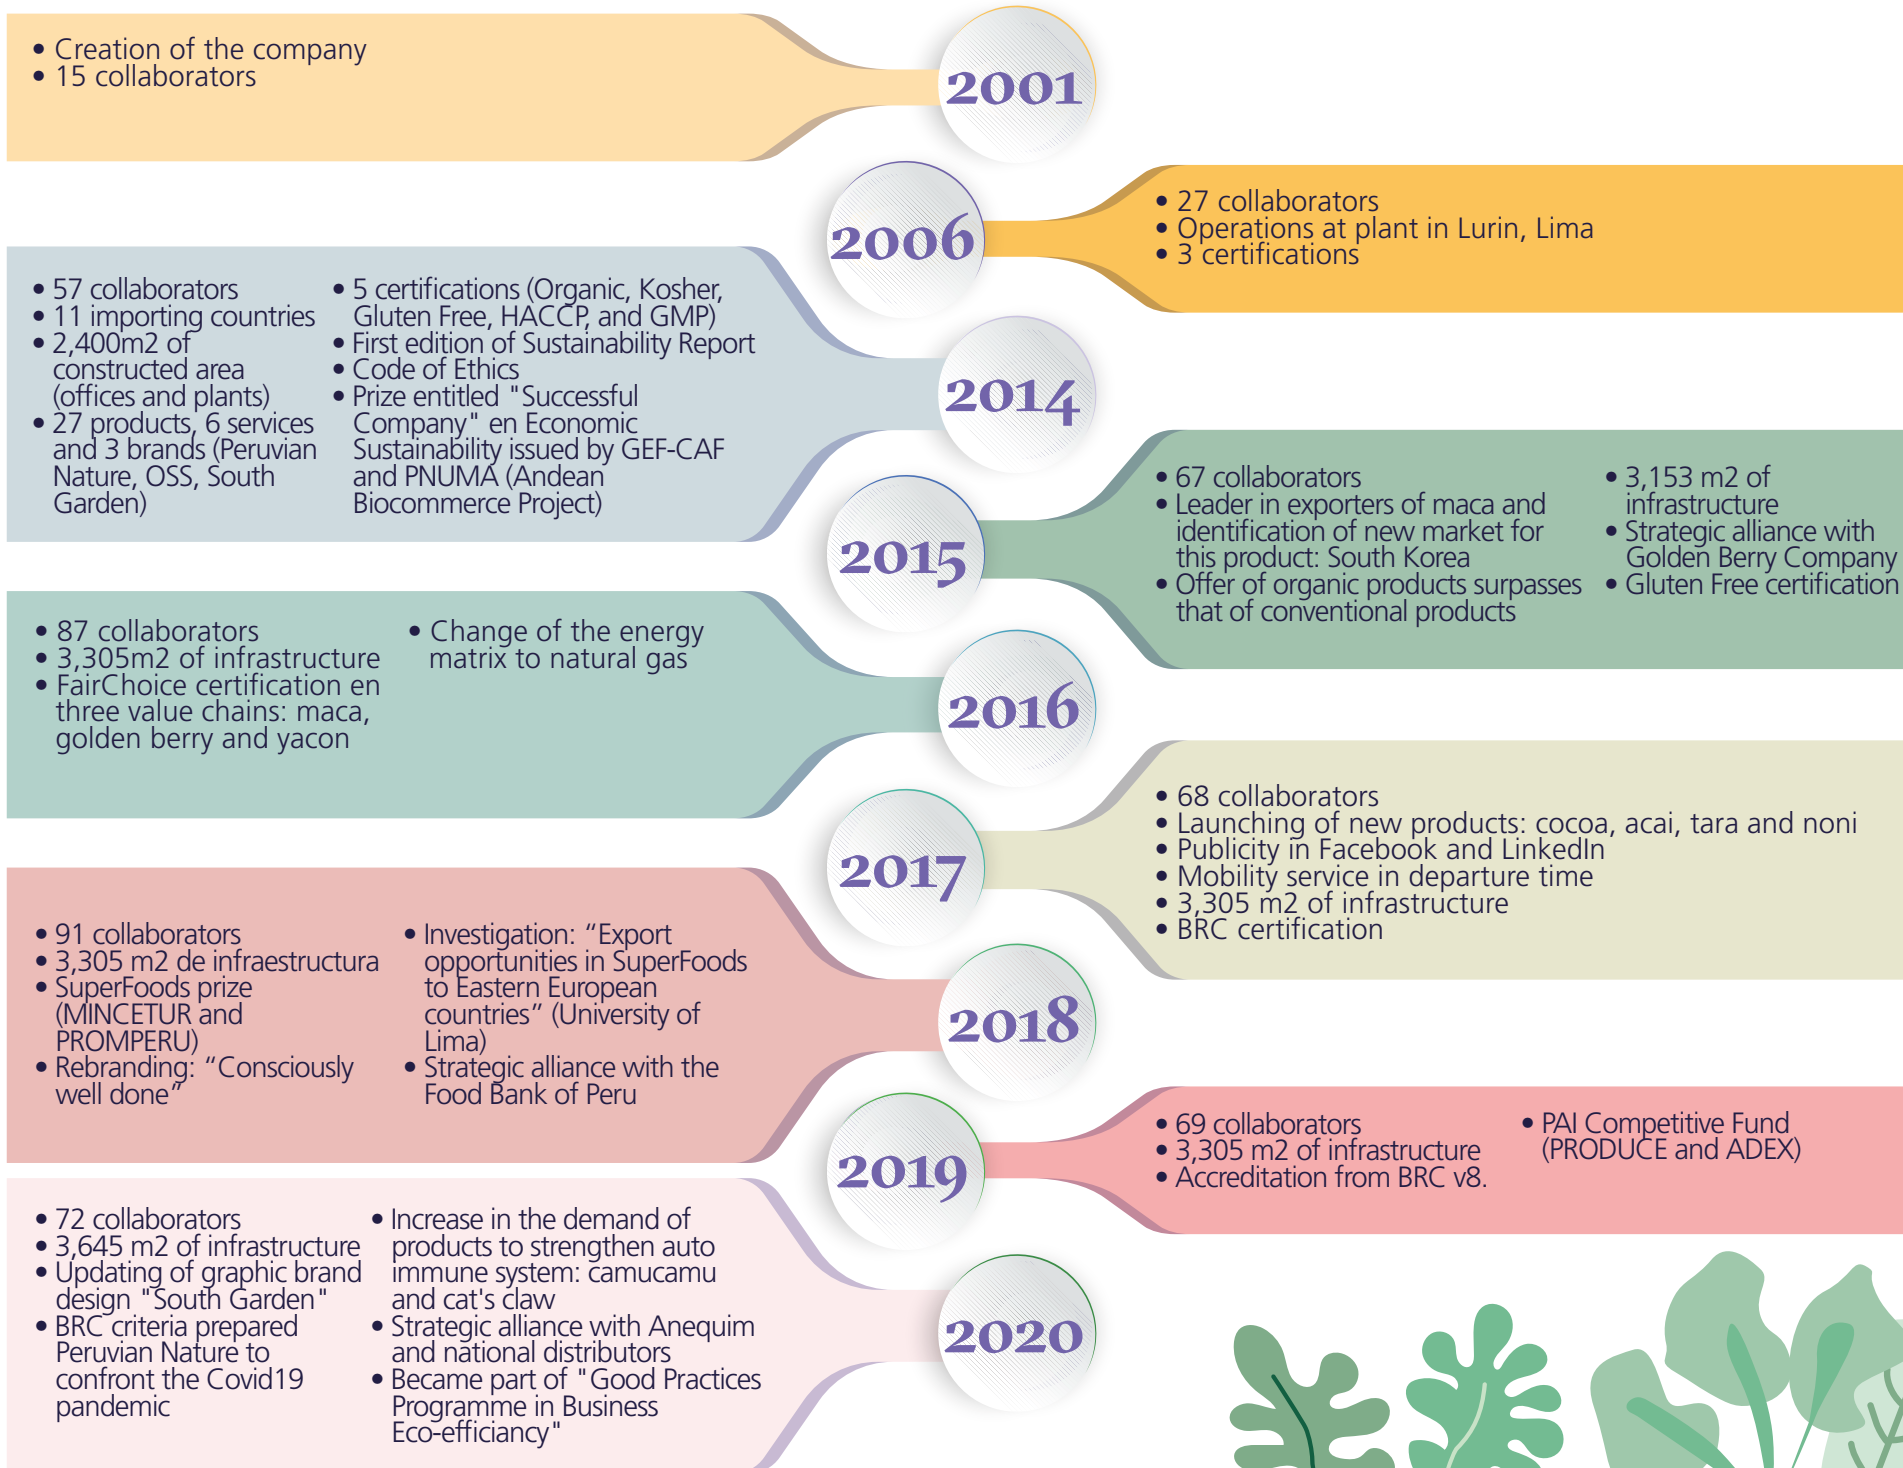 2001
• Creation of the company
• 15 collaborators
2006
• 27 collaborators
• Operations at plant in Lurin, Lima
• 3 certifications
2014
• 57 collaborators
• 11 importing countries
• 2,400m2 of
constructed area
(offices and plants)
• 27 products, 6 services
and 3 brands (Peruvian
Nature, OSS, South
Garden)
• 5 certifications (Organic, Kosher,
Gluten Free, HACCP, and GMP)
• First edition of Sustainability Report
• Code of Ethics
• Prize entitled "Successful
Company" en Economic
Sustainability issued by GEF-CAF
and PNUMA (Andean
Biocommerce Project)
2015
• 67 collaborators
• Leader in exporters of maca and
identification of new market for
this product: South Korea
• Offer of organic products surpasses
that of conventional products
• 3,153 m2 of
infrastructure
• Strategic alliance with
Golden Berry Company
• Gluten Free certification
2016
• 87 collaborators
• 3,305m2 of infrastructure
• FairChoice certification en
three value chains: maca,
golden berry and yacon
• Change of the energy
matrix to natural gas
2017
• 68 collaborators
• Launching of new products: cocoa, acai, tara and noni
• Publicity in Facebook and LinkedIn
• Mobility service in departure time
• 3,305 m2 of infrastructure
• BRC certification
2018
• 91 collaborators
• 3,305 m2 de infraestructura
• SuperFoods prize
(MINCETUR and
PROMPERU)
• Rebranding: “Consciously
well done”
• Investigation: “Export
opportunities in SuperFoods
to Eastern European
countries” (University of
Lima)
• Strategic alliance with the
Food Bank of Peru
2019
• 69 collaborators
• 3,305 m2 of infrastructure
• Accreditation from BRC v8.
• PAI Competitive Fund
(PRODUCE and ADEX)
2020
• 72 collaborators
• 3,645 m2 of infrastructure
• Updating of graphic brand
design "South Garden"
• BRC criteria prepared
Peruvian Nature to
confront the Covid19
pandemic
• Increase in the demand of
products to strengthen auto
immune system: camucamu
and cat's claw
• Strategic alliance with Anequim
and national distributors
• Became part of "Good Practices
Programme in Business
Eco-efficiancy"